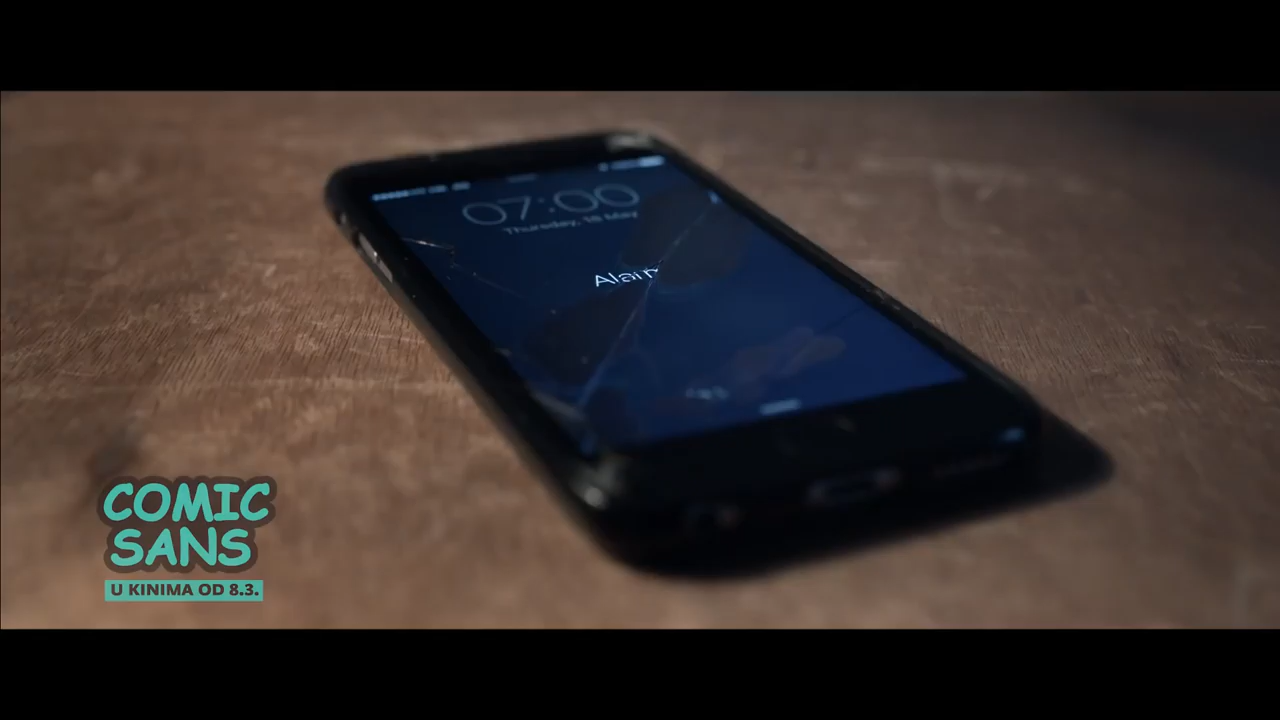 07:00
Thursday, 18 May
Alarm
COMIC
SANS
U KINIMA OD 8.3.